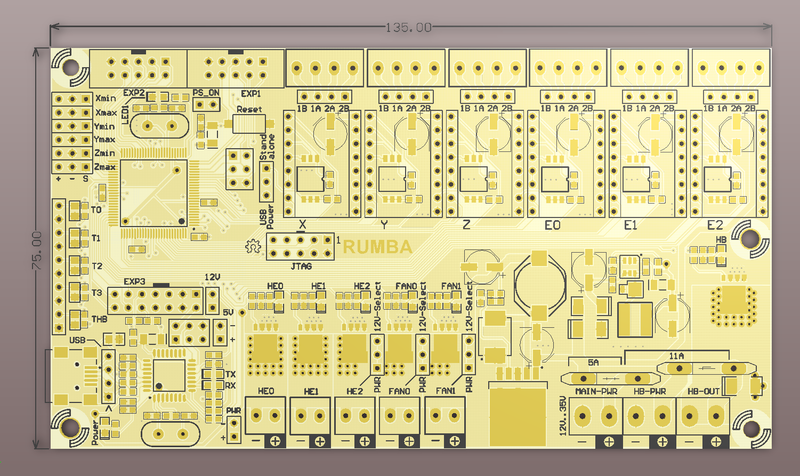 135.00
75.00
EXP2
PS_ON
EXP1
LED1
Reset
Xmin
Xmax
Ymin
Ymax
Zmin
Zmax
+ - S
Stand
alone
USB
Power
1B 1A 2A 2B
1B 1A 2A 2B
1B 1A 2A 2B
1B 1A 2A 2B
1B 1A 2A 2B
1B 1A 2A 2B
X
Y
Z
E0
E1
E2
T0
T1
T2
T3
THB
1
JTAG
RUMBA
HB
EXP3
12V
5V
HE0
HE1
HE2
FAN0
FAN1
12V-Select
12V-Select
12V-Select
PWR
PWR
PWR
USB
TX
RX
A
Power
PWR
+
-
+
HE0
HE1
HE2
FAN0
FAN1
- +
- +
- +
- +
- +
5A
11A
MAIN-PWR
HB-PWR
HB-OUT
12V..35V
- +
- +
- +